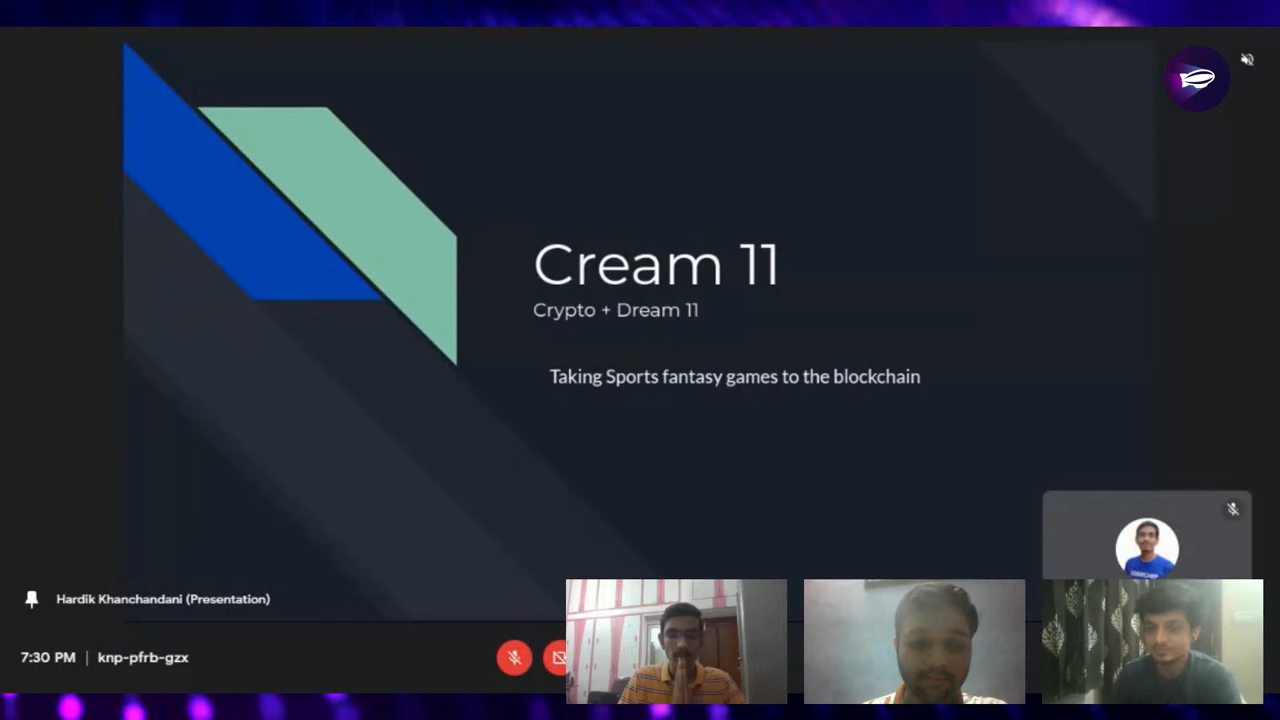 Cream 11
Crypto + Dream 11
Taking Sports fantasy games to the blockchain
Hardik Khanchandani (Presentation)
7:30 PM | knp-pfrb-gzx